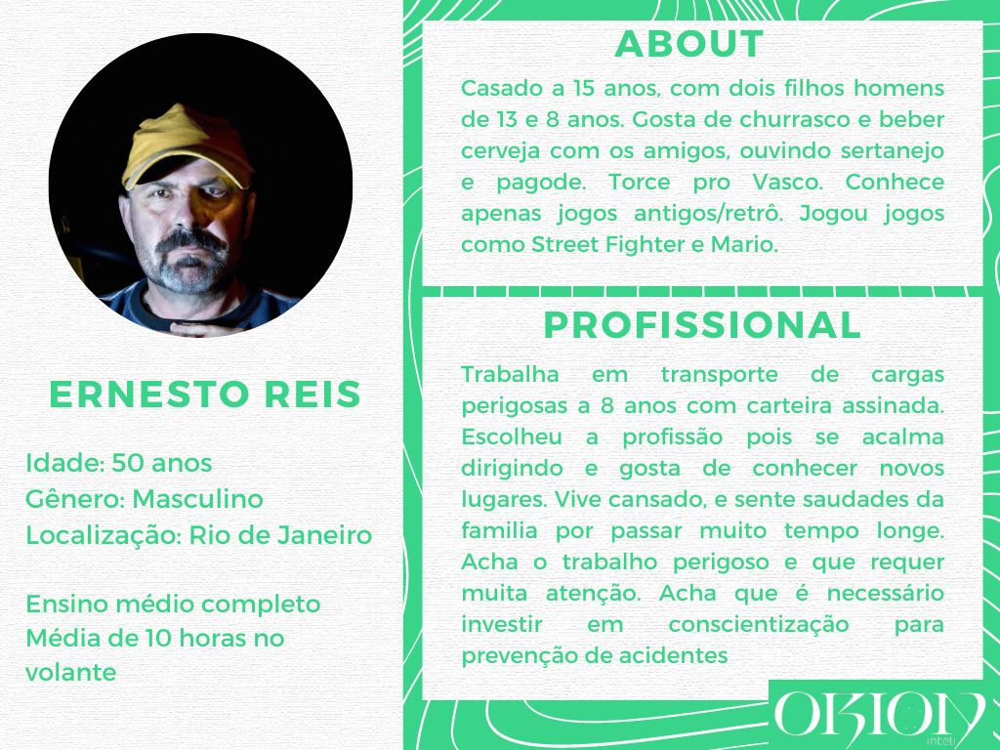 ERNESTO REIS
Idade: 50 anos
Gênero: Masculino
Localização: Rio de Janeiro
Ensino médio completo
Média de 10 horas no
volante
ABOUT
Casado a 15 anos, com dois filhos homens
de 13 e 8 anos. Gosta de churrasco e beber
cerveja com os amigos, ouvindo sertanejo
e pagode. Torce pro Vasco. Conhece
apenas jogos antigos/retrô. Jogou jogos
como Street Fighter e Mario.
PROFISSIONAL
Trabalha em transporte de cargas
perigosas a 8 anos com carteira assinada.
Escolheu a profissão pois se acalma
dirigindo e gosta de conhecer novos
lugares. Vive cansado, e sente saudades da
familia por passar muito tempo longe.
Acha o trabalho perigoso e que requer
muita atenção. Acha que é necessário
investir em conscientização para
prevenção de acidentes
ORION
inteli